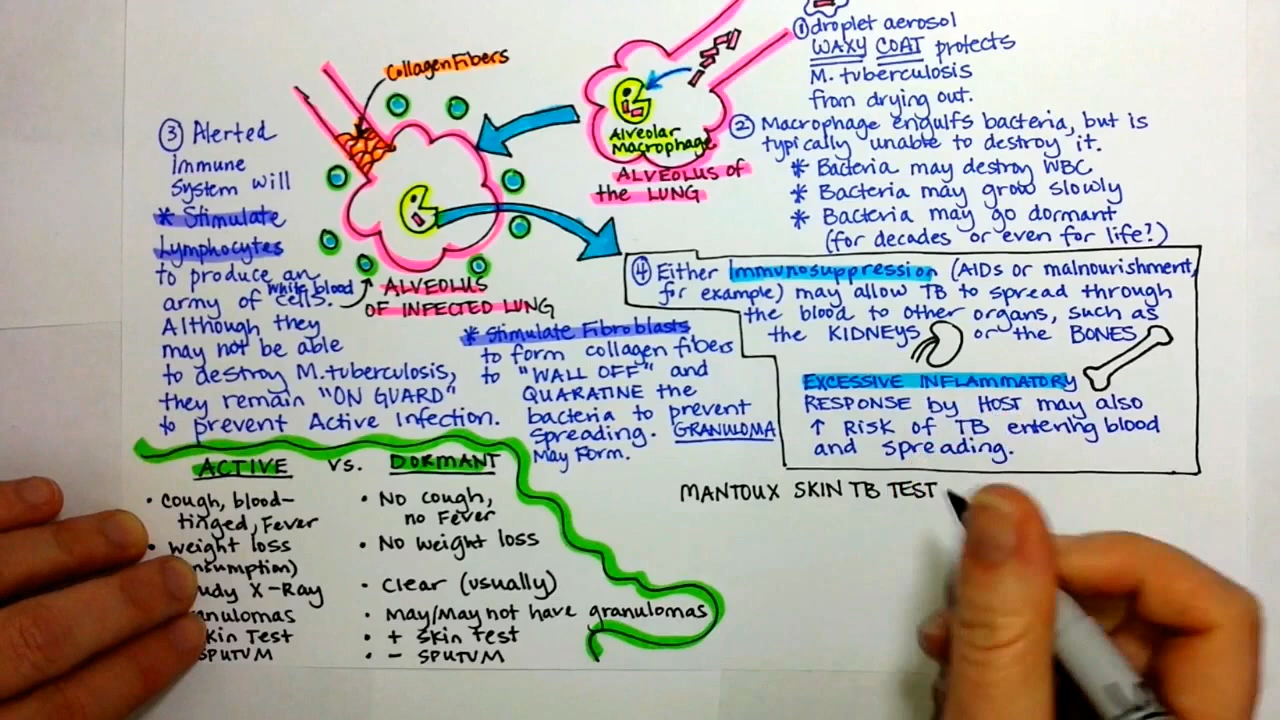 ① droplet aerosol
WAXY COAT protects
M. tuberculosis
from drying out.
② Macrophage engulfs bacteria, but is
typically unable to destroy it.
* Bacteria may destroy WBC
* Bacteria may grow slowly
* Bacteria may go dormant
(for decades or even for life?)
Collagen Fibers
Alveolar
Macrophage
ALVEOLUS of
the LUNG
③ Alerted
Immune
System will
* Stimulate
Lymphocytes
to produce an
white blood
army of cells.
Although they
may not be able
to destroy M. tuberculosis,
they remain "ON GUARD"
to prevent Active Infection.
ALVEOLUS
OF INFECTED LUNG
* Stimulate Fibroblasts
to form collagen fibers
to "WALL OFF" and
QUARATINE the
bacteria to prevent
spreading. GRANULOMA
May Form.
④ Either Immunosuppression (AIDs or malnourishment,
for example) may allow TB to spread through
the blood to other organs, such as
the KIDNEYS or the BONES
EXCESSIVE INFLAMMATORY
RESPONSE by HOST may also
↑ RISK of TB entering blood
and spreading.
ACTIVE vs. DORMANT
• cough, blood-
tinged, Fever
• weight loss
nsumption)
udy X-Ray
anulomas
kin Test
SPUTUM
• No cough,
no Fever
• No weight loss
• clear (usually)
• May/May not have granulomas
• + skin test
• - SPUTUM
MANTOUX SKIN TB TEST